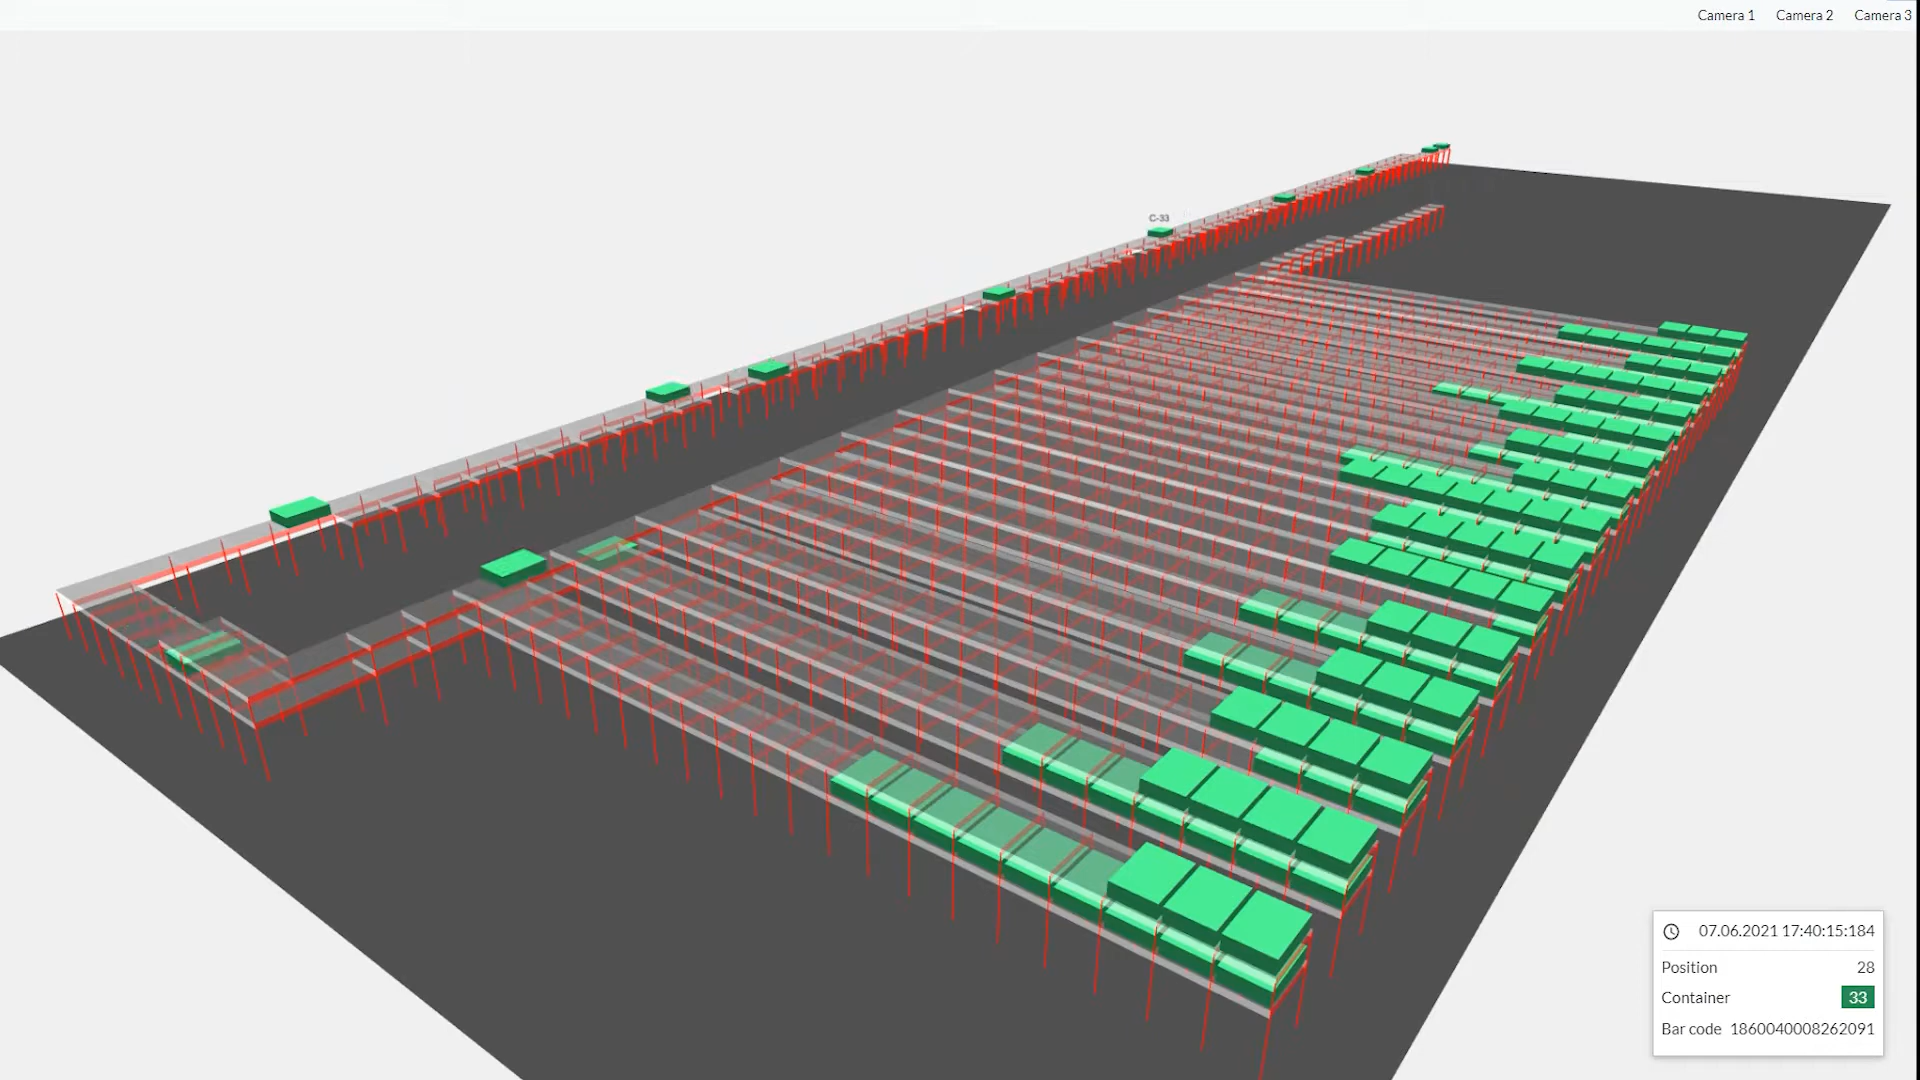 Camera 1 Camera 2 Camera 3
C-33
07.06.2021 17:40:15:184
Position 28
Container 33
Bar code 1860040008262091